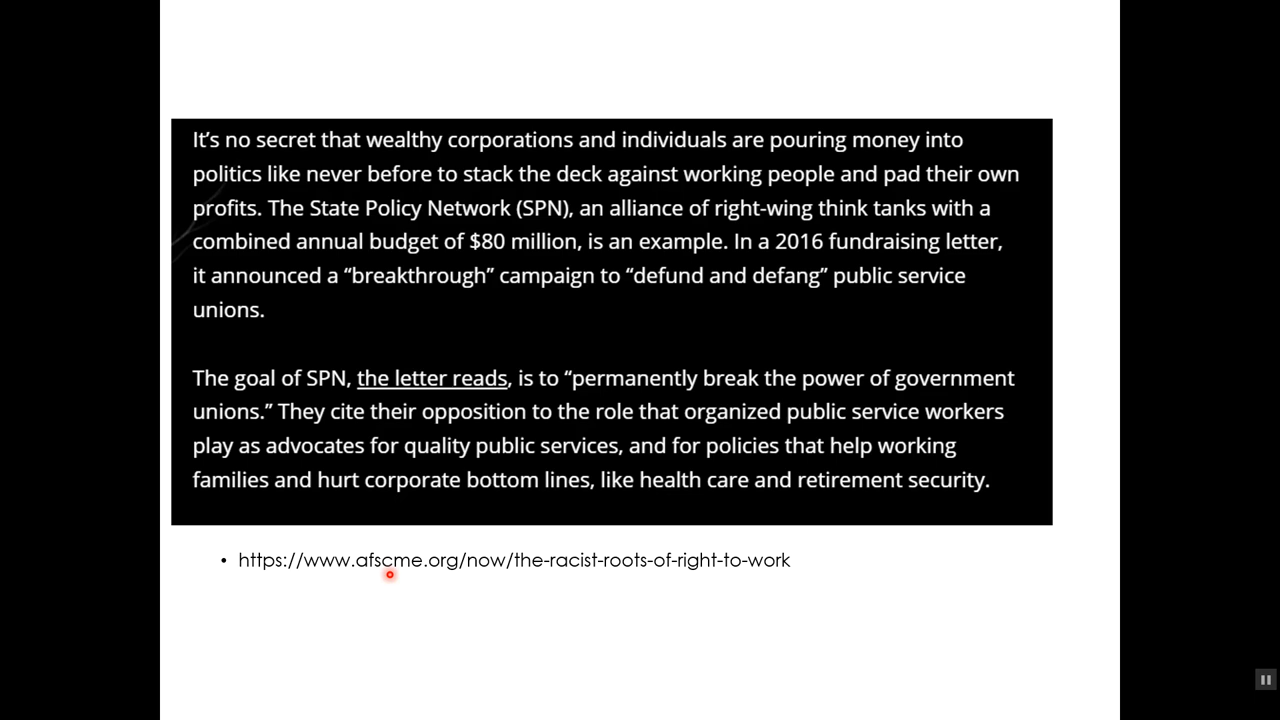 It’s no secret that wealthy corporations and individuals are pouring money into
politics like never before to stack the deck against working people and pad their own
profits. The State Policy Network (SPN), an alliance of right-wing think tanks with a
combined annual budget of $80 million, is an example. In a 2016 fundraising letter,
it announced a “breakthrough” campaign to “defund and defang” public service
unions.
The goal of SPN, the letter reads, is to “permanently break the power of government
unions.” They cite their opposition to the role that organized public service workers
play as advocates for quality public services, and for policies that help working
families and hurt corporate bottom lines, like health care and retirement security.
• https://www.afscme.org/now/the-racist-roots-of-right-to-work